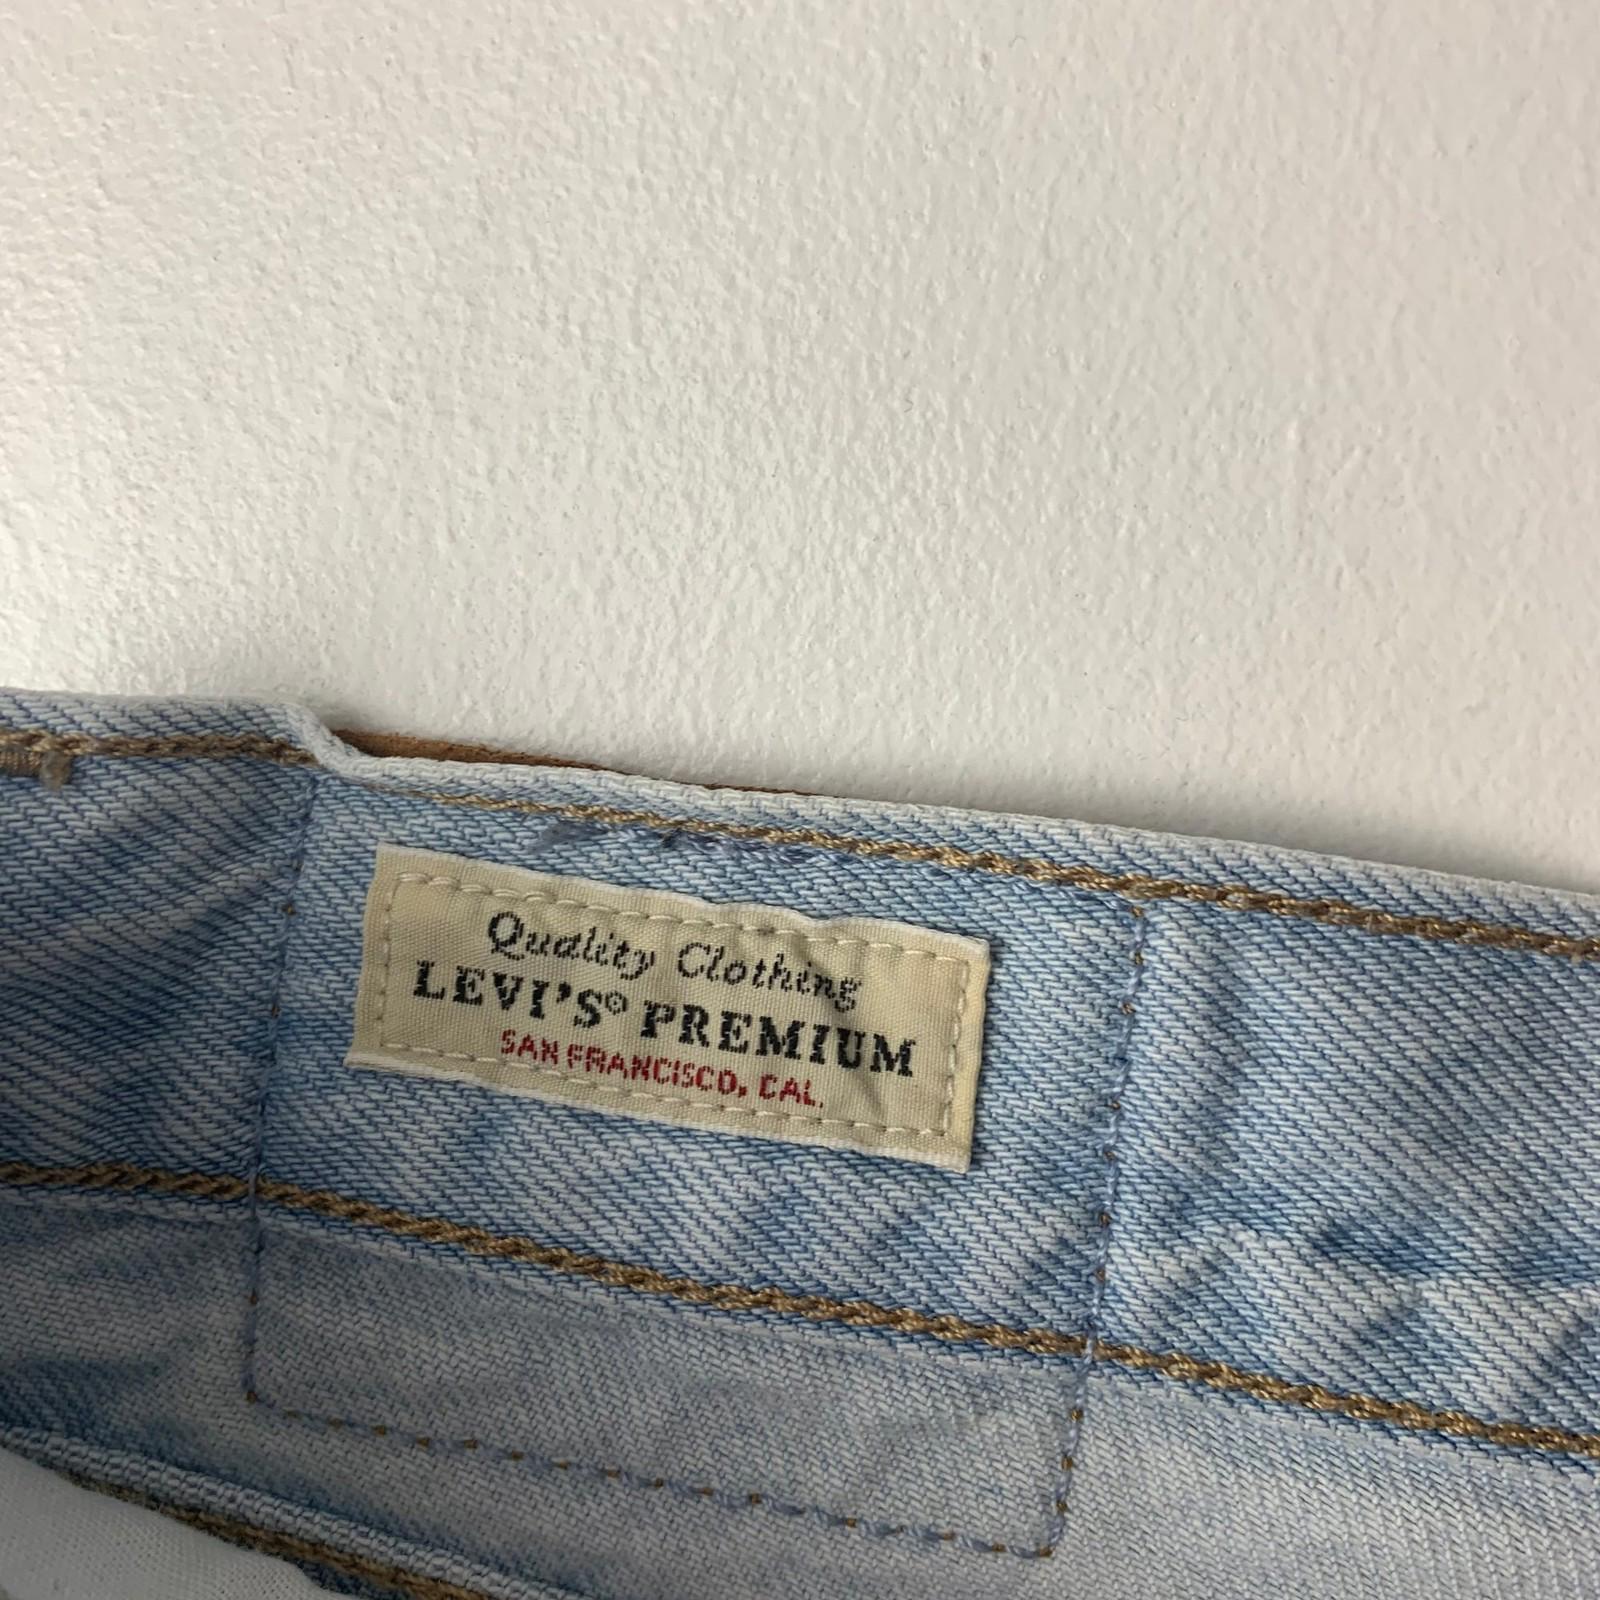 Quality Clothing
LEVI'S® PREMIUM
SAN FRANCISCO, CAL.